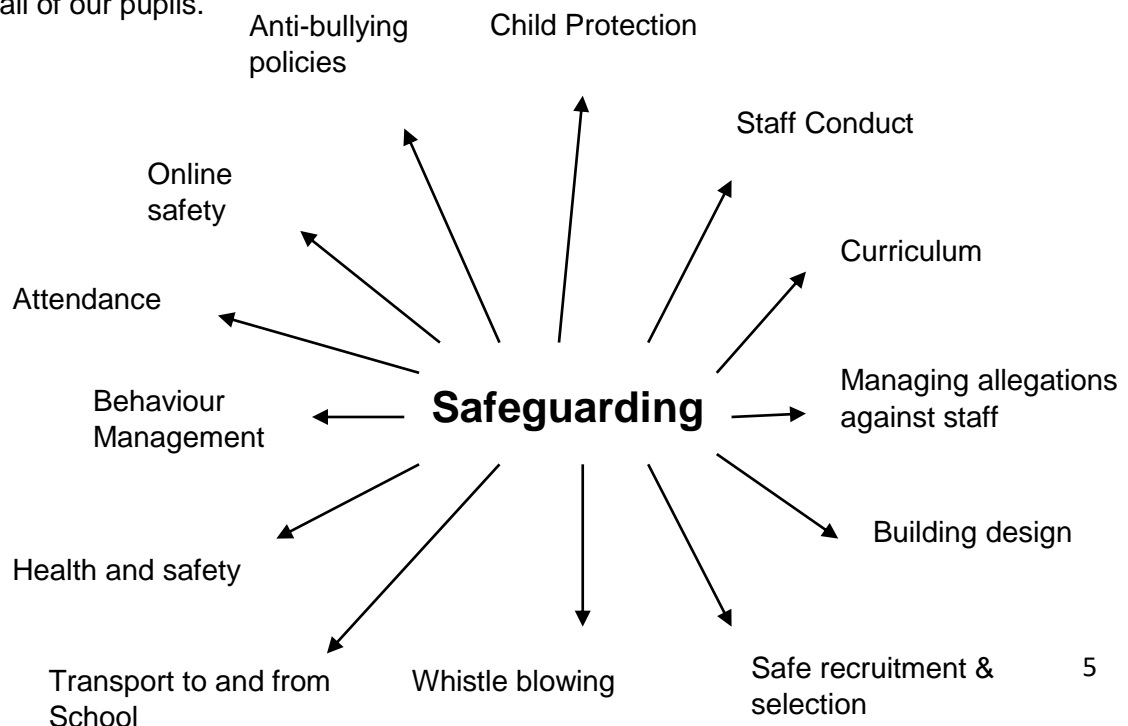 all of our pupils.
Anti-bullying
policies
Child Protection
Staff Conduct
Online
safety
Curriculum
Attendance
Managing allegations
against staff
Behaviour
Management
Safeguarding
Building design
Health and safety
Transport to and from
School
Whistle blowing
Safe recruitment &
selection
5